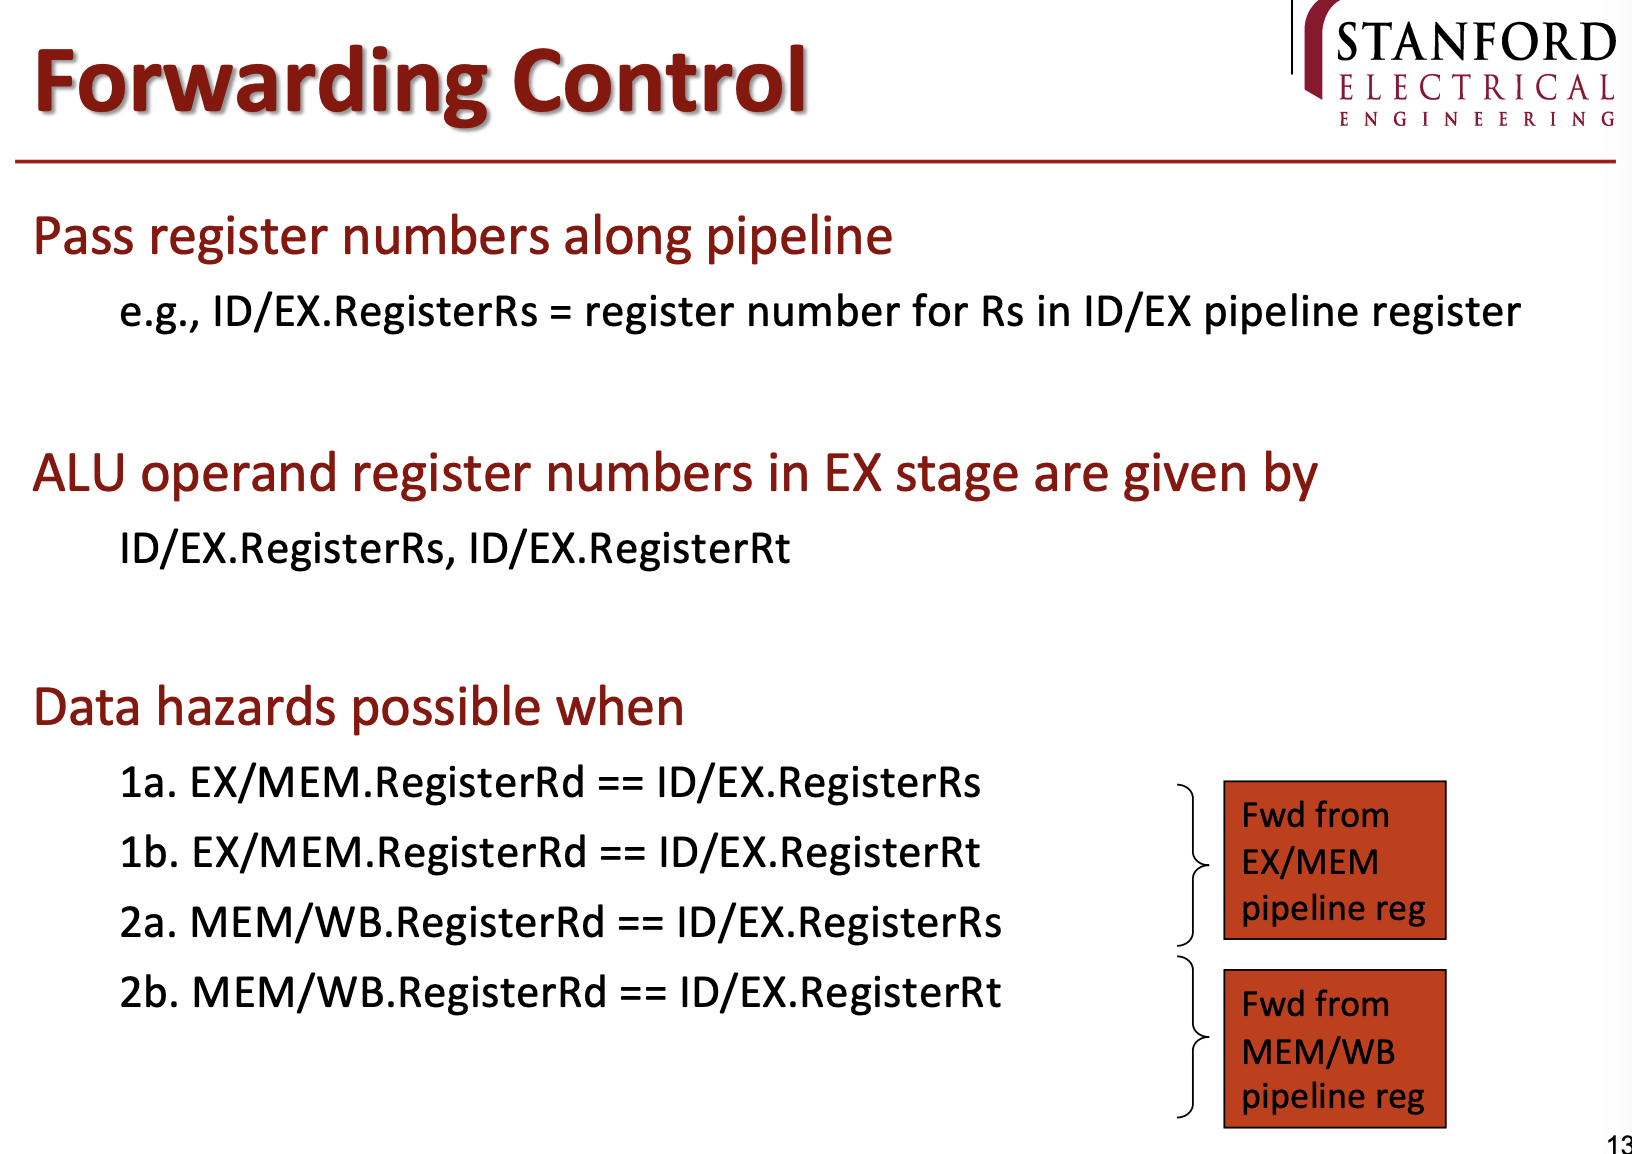 Forwarding Control
STANFORD
ELECTRICAL
ENGINEERING
Pass register numbers along pipeline
e.g., ID/EX.RegisterRs = register number for Rs in ID/EX pipeline register
ALU operand register numbers in EX stage are given by
ID/EX.RegisterRs, ID/EX.RegisterRt
Data hazards possible when
1a. EX/MEM.RegisterRd == ID/EX.RegisterRs
1b. EX/MEM.RegisterRd == ID/EX.RegisterRt
2a. MEM/WB.RegisterRd == ID/EX.RegisterRs
2b. MEM/WB.RegisterRd == ID/EX.RegisterRt
Fwd from
EX/MEM
pipeline reg
Fwd from
MEM/WB
pipeline reg
13